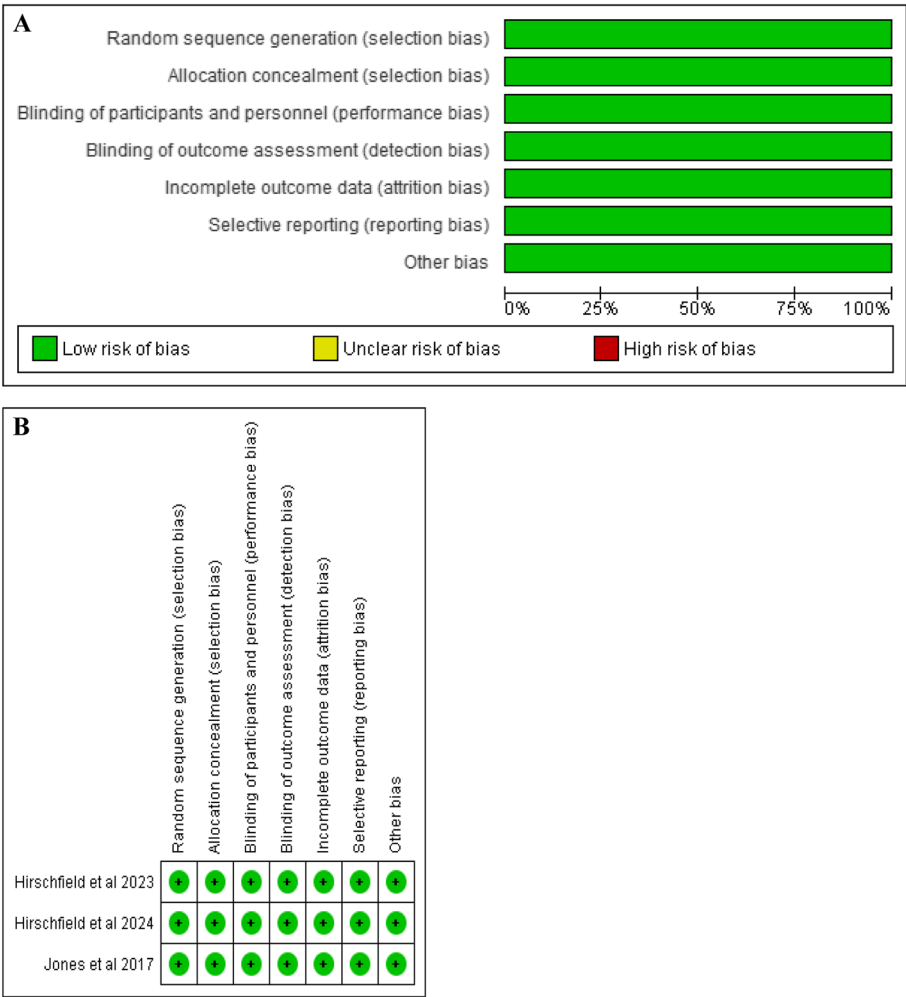 A
Random sequence generation (selection bias)
Allocation concealment (selection bias)
Blinding of participants and personnel (performance bias)
Blinding of outcome assessment (detection bias)
Incomplete outcome data (attrition bias)
Selective reporting (reporting bias)
Other bias
0% 25% 50% 75% 100%
Low risk of bias Unclear risk of bias High risk of bias
B
Random sequence generation (selection bias)
Allocation concealment (selection bias)
Blinding of participants and personnel (performance bias)
Blinding of outcome assessment (detection bias)
Incomplete outcome data (attrition bias)
Selective reporting (reporting bias)
Other bias
Hirschfield et al 2023 + + + + + + +
Hirschfield et al 2024 + + + + + + +
Jones et al 2017 + + + + + + +